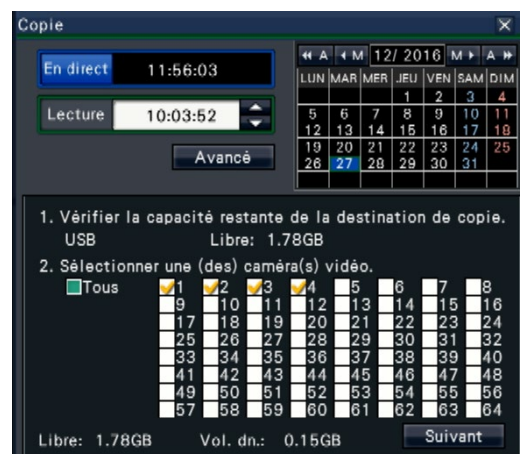 Copie
En direct 11:56:03
Lecture 10:03:52
Avancé
A M 12/ 2016 M A
LUN MAR MER JEU VEN SAM DIM
1 2 3 4
5 6 7 8 9 10 11
12 13 14 15 16 17 18
19 20 21 22 23 24 25
26 27 28 29 30 31
1. Vérifier la capacité restante de la destination de copie.
USB Libre: 1.78GB
2. Sélectionner une (des) caméra(s) vidéo.
Tous 1 2 3 4 5 6 7 8
9 10 11 12 13 14 15 16
17 18 19 20 21 22 23 24
25 26 27 28 29 30 31 32
33 34 35 36 37 38 39 40
41 42 43 44 45 46 47 48
49 50 51 52 53 54 55 56
57 58 59 60 61 62 63 64
Libre: 1.78GB Vol. dn.: 0.15GB Suivant